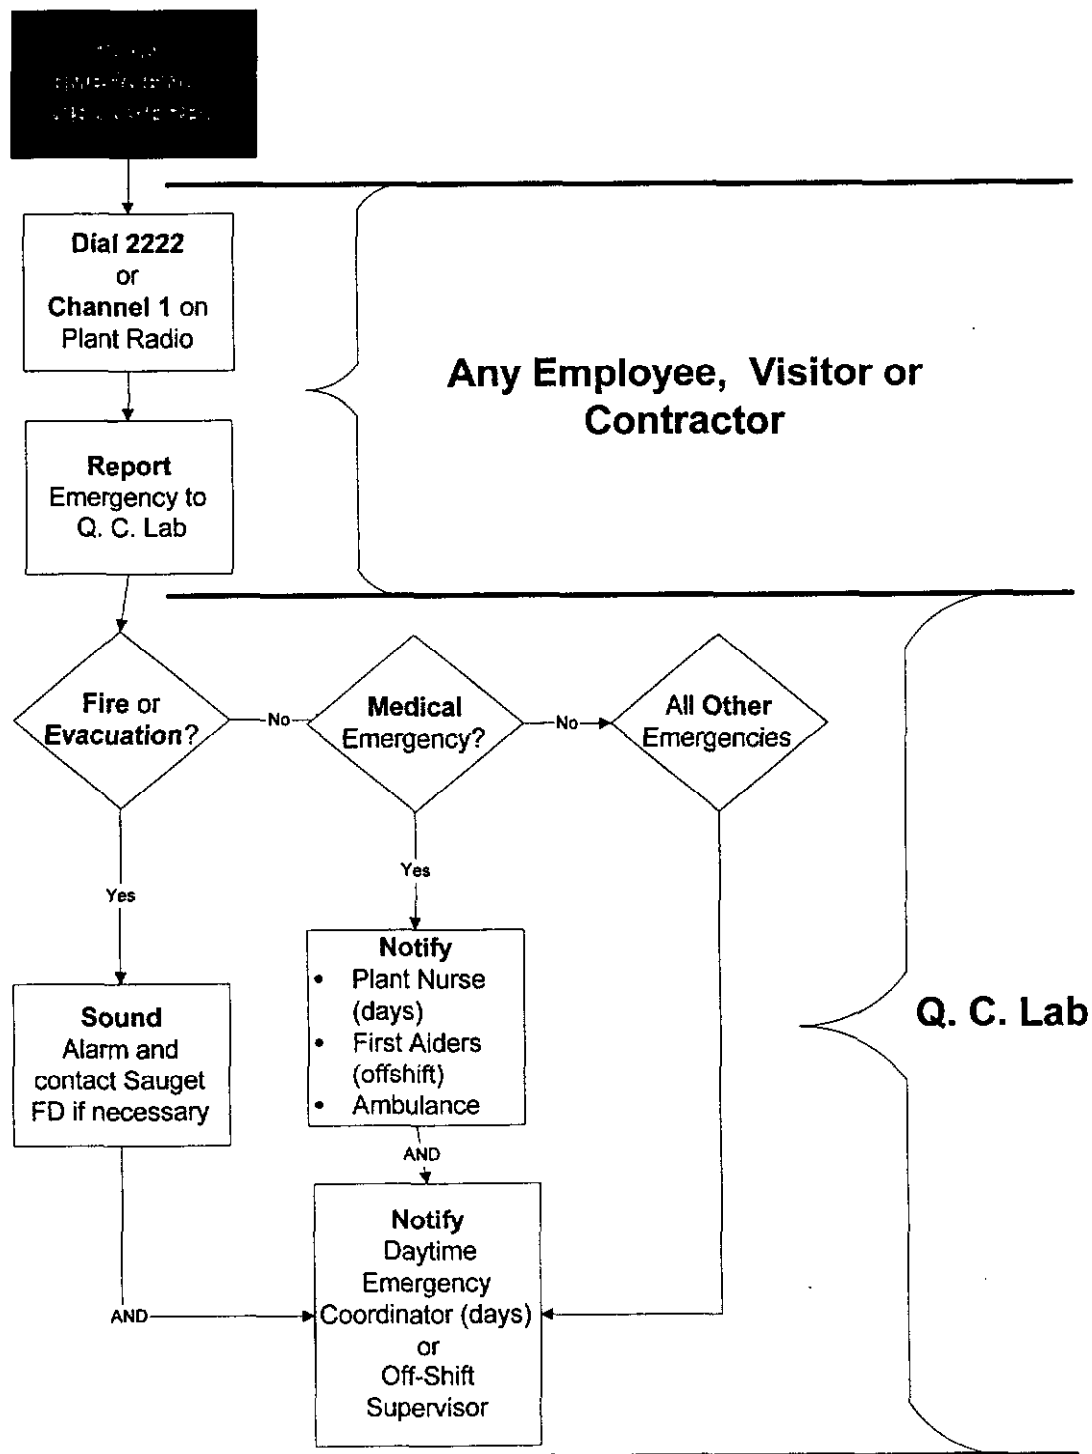 Dial 2222
or
Channel 1 on
Plant Radio
Any Employee, Visitor or
Contractor
Report
Emergency to
Q. C. Lab
Fire or
Evacuation?
No
Medical
Emergency?
No
All Other
Emergencies
Yes
Yes
Notify
• Plant Nurse
(days)
• First Aiders
(offshift)
• Ambulance
Sound
Alarm and
contact Sauget
FD if necessary
Q. C. Lab
AND
Notify
Daytime
Emergency
Coordinator (days)
or
Off-Shift
Supervisor
AND